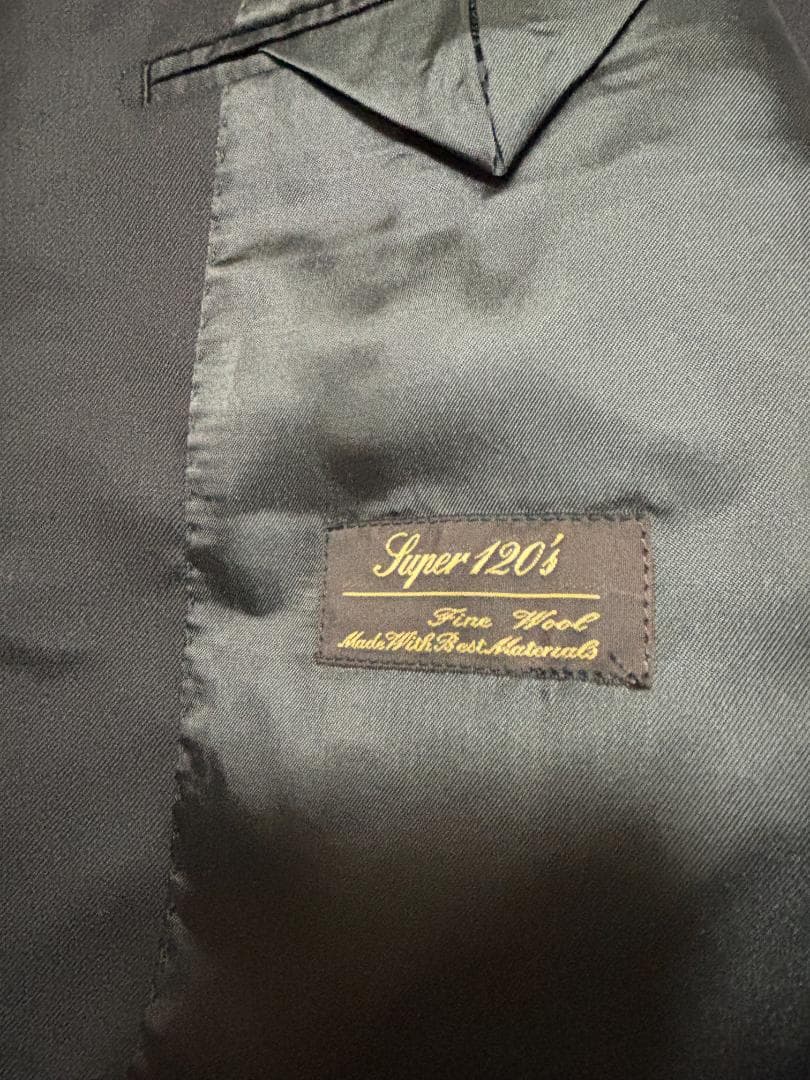 Super 120's
Fine Wool
Made With Best Materials